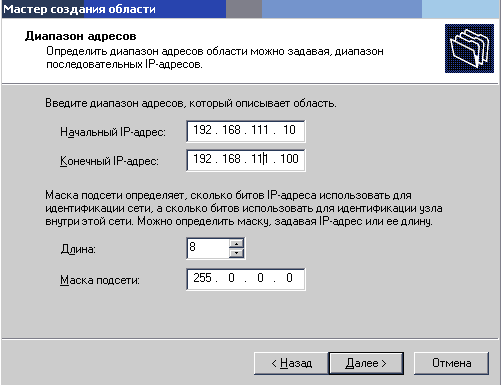 Мастер создания области
Диапазон адресов
Определить диапазон адресов области можно задавая, диапазон
последовательных IP-адресов.
Введите диапазон адресов, который описывает область.
Начальный IP-адрес: 192 . 168 . 111 . 10
Конечный IP-адрес: 192 . 168 . 111 . 100
Маска подсети определяет, сколько битов IP-адреса использовать для
идентификации сети, а сколько битов использовать для идентификации узла
внутри этой сети. Можно определить маску, задавая IP-адрес или ее длину.
Длина: 8
Маска подсети: 255 . 0 . 0 . 0
< Назад Далее > Отмена